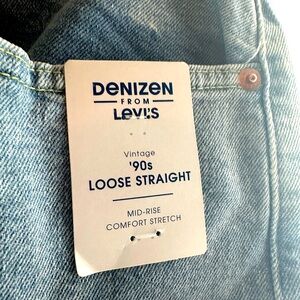 DENIZEN
FROM
LEVI'S
Vintage
'90s
LOOSE STRAIGHT
MID-RISE
COMFORT STRETCH